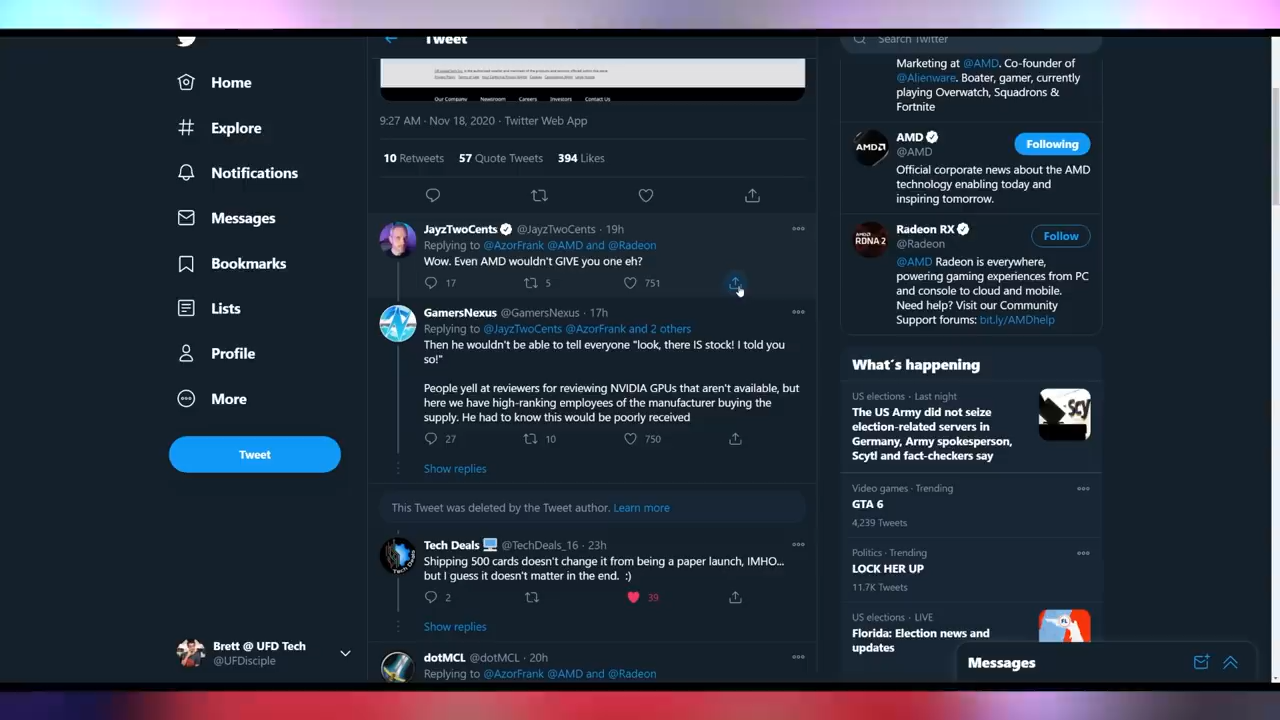 Home
Explore
Notifications
Messages
Bookmarks
Lists
Profile
More
Tweet
Brett @ UFD Tech
@UFDisciple
Tweet
Our Company Newsroom Careers Investors Contact Us
9:27 AM · Nov 18, 2020 · Twitter Web App
10 Retweets 57 Quote Tweets 394 Likes
JayzTwoCents @JayzTwoCents · 19h
Replying to @AzorFrank @AMD and @Radeon
Wow. Even AMD wouldn't GIVE you one eh?
17 5 751
GamersNexus @GamersNexus · 17h
Replying to @JayzTwoCents @AzorFrank and 2 others
Then he wouldn't be able to tell everyone "look, there IS stock! I told you
so!"
People yell at reviewers for reviewing NVIDIA GPUs that aren't available, but
here we have high-ranking employees of the manufacturer buying the
supply. He had to know this would be poorly received
27 10 750
Show replies
This Tweet was deleted by the Tweet author. Learn more
Tech Deals @TechDeals_16 · 23h
Shipping 500 cards doesn't change it from being a paper launch, IMHO...
but I guess it doesn't matter in the end. :)
2 39
Show replies
dotMCL @dotMCL · 20h
Replying to @AzorFrank @AMD and @Radeon
Search Twitter
Marketing at @AMD. Co-founder of
@Alienware. Boater, gamer, currently
playing Overwatch, Squadrons &
Fortnite
AMD
@AMD
Following
Official corporate news about the AMD
technology enabling today and
inspiring tomorrow.
Radeon RX
@Radeon
Follow
@AMD Radeon is everywhere,
powering gaming experiences from PC
and console to cloud and mobile.
Need help? Visit our Community
Support forums: bit.ly/AMDhelp
What's happening
US elections · Last night
The US Army did not seize
election-related servers in
Germany, Army spokesperson,
Scytl and fact-checkers say
Video games · Trending
GTA 6
4,239 Tweets
Politics · Trending
LOCK HER UP
11.7K Tweets
US elections · LIVE
Florida: Election news and
updates
Messages